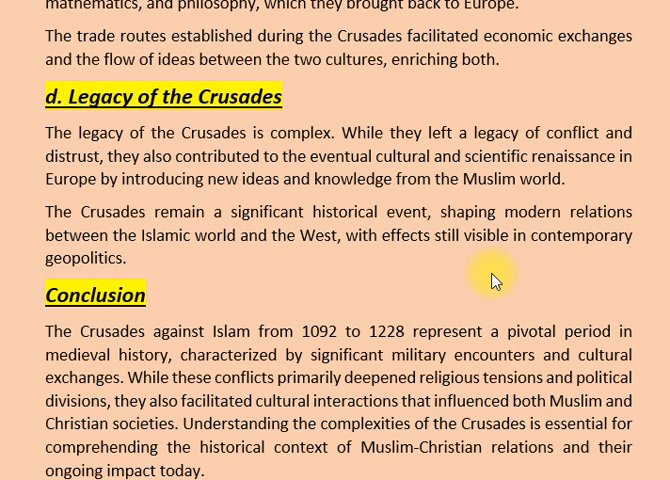 mathematics, and philosophy, which they brought back to Europe.
The trade routes established during the Crusades facilitated economic exchanges
and the flow of ideas between the two cultures, enriching both.
d. Legacy of the Crusades
The legacy of the Crusades is complex. While they left a legacy of conflict and
distrust, they also contributed to the eventual cultural and scientific renaissance in
Europe by introducing new ideas and knowledge from the Muslim world.
The Crusades remain a significant historical event, shaping modern relations
between the Islamic world and the West, with effects still visible in contemporary
geopolitics.
Conclusion
The Crusades against Islam from 1092 to 1228 represent a pivotal period in
medieval history, characterized by significant military encounters and cultural
exchanges. While these conflicts primarily deepened religious tensions and political
divisions, they also facilitated cultural interactions that influenced both Muslim and
Christian societies. Understanding the complexities of the Crusades is essential for
comprehending the historical context of Muslim-Christian relations and their
ongoing impact today.